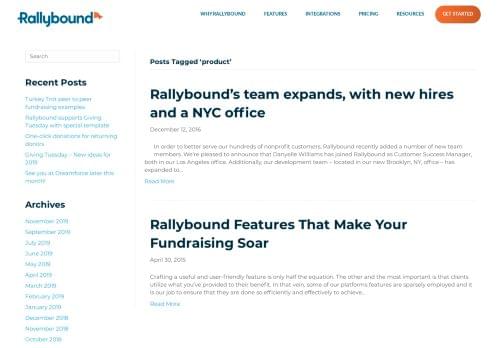 Rallybound
WHY RALLYBOUND
FEATURES
INTEGRATIONS
PRICING
RESOURCES
GET STARTED
Search
Recent Posts
Turkey Trot peer to peer
fundraising examples
Rallybound supports Giving
Tuesday with special template
One-click donations for returning
donors
Giving Tuesday – New ideas for
2019
See you at Dreamforce later this
month!
Archives
November 2019
September 2019
July 2019
June 2019
May 2019
April 2019
March 2019
February 2019
January 2019
December 2018
November 2018
October 2018
Posts Tagged 'product'
Rallybound's team expands, with new hires
and a NYC office
December 12, 2016
In order to better serve our hundreds of nonprofit customers, Rallybound recently added a number of new team
members. We're pleased to announce that Danyelle Williams has joined Rallybound as Customer Success Manager,
both in our Los Angeles office. Additionally, our development team – located in our new Brooklyn, NY, office – has
expanded to...
Read More
Rallybound Features That Make Your
Fundraising Soar
April 30, 2015
Crafting a useful and user-friendly feature is only half the equation. The other and the most important is that clients
utilize what you've provided to their benefit. In that vein, some of our platforms features are sparsely employed and it
is our job to ensure that they are done so efficiently and effectively to achieve...
Read More